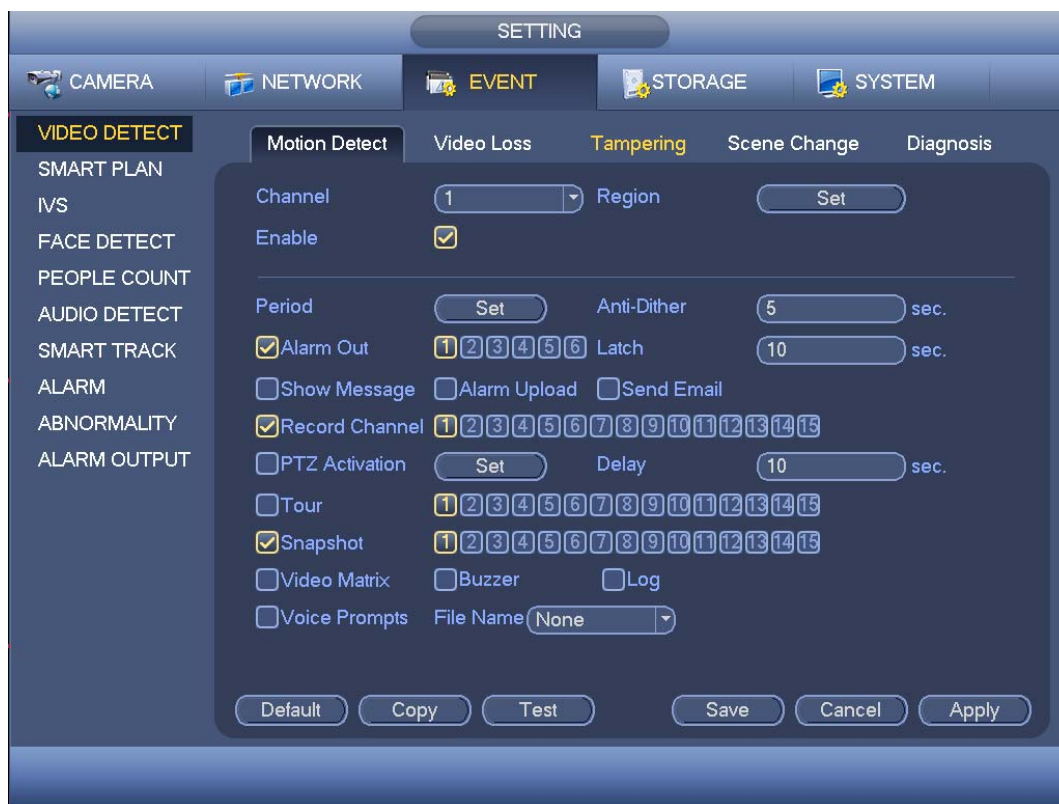 SETTING
CAMERA NETWORK EVENT STORAGE SYSTEM
VIDEO DETECT
SMART PLAN
IVS
FACE DETECT
PEOPLE COUNT
AUDIO DETECT
SMART TRACK
ALARM
ABNORMALITY
ALARM OUTPUT
Motion Detect Video Loss Tampering Scene Change Diagnosis
Channel 1 Region Set
Enable
Period Set Anti-Dither 5 sec.
Alarm Out 1 2 3 4 5 6 Latch 10 sec.
Show Message Alarm Upload Send Email
Record Channel 1 2 3 4 5 6 7 8 9 10 11 12 13 14 15
PTZ Activation Set Delay 10 sec.
Tour 1 2 3 4 5 6 7 8 9 10 11 12 13 14 15
Snapshot 1 2 3 4 5 6 7 8 9 10 11 12 13 14 15
Video Matrix Buzzer Log
Voice Prompts File Name None
Default Copy Test Save Cancel Apply